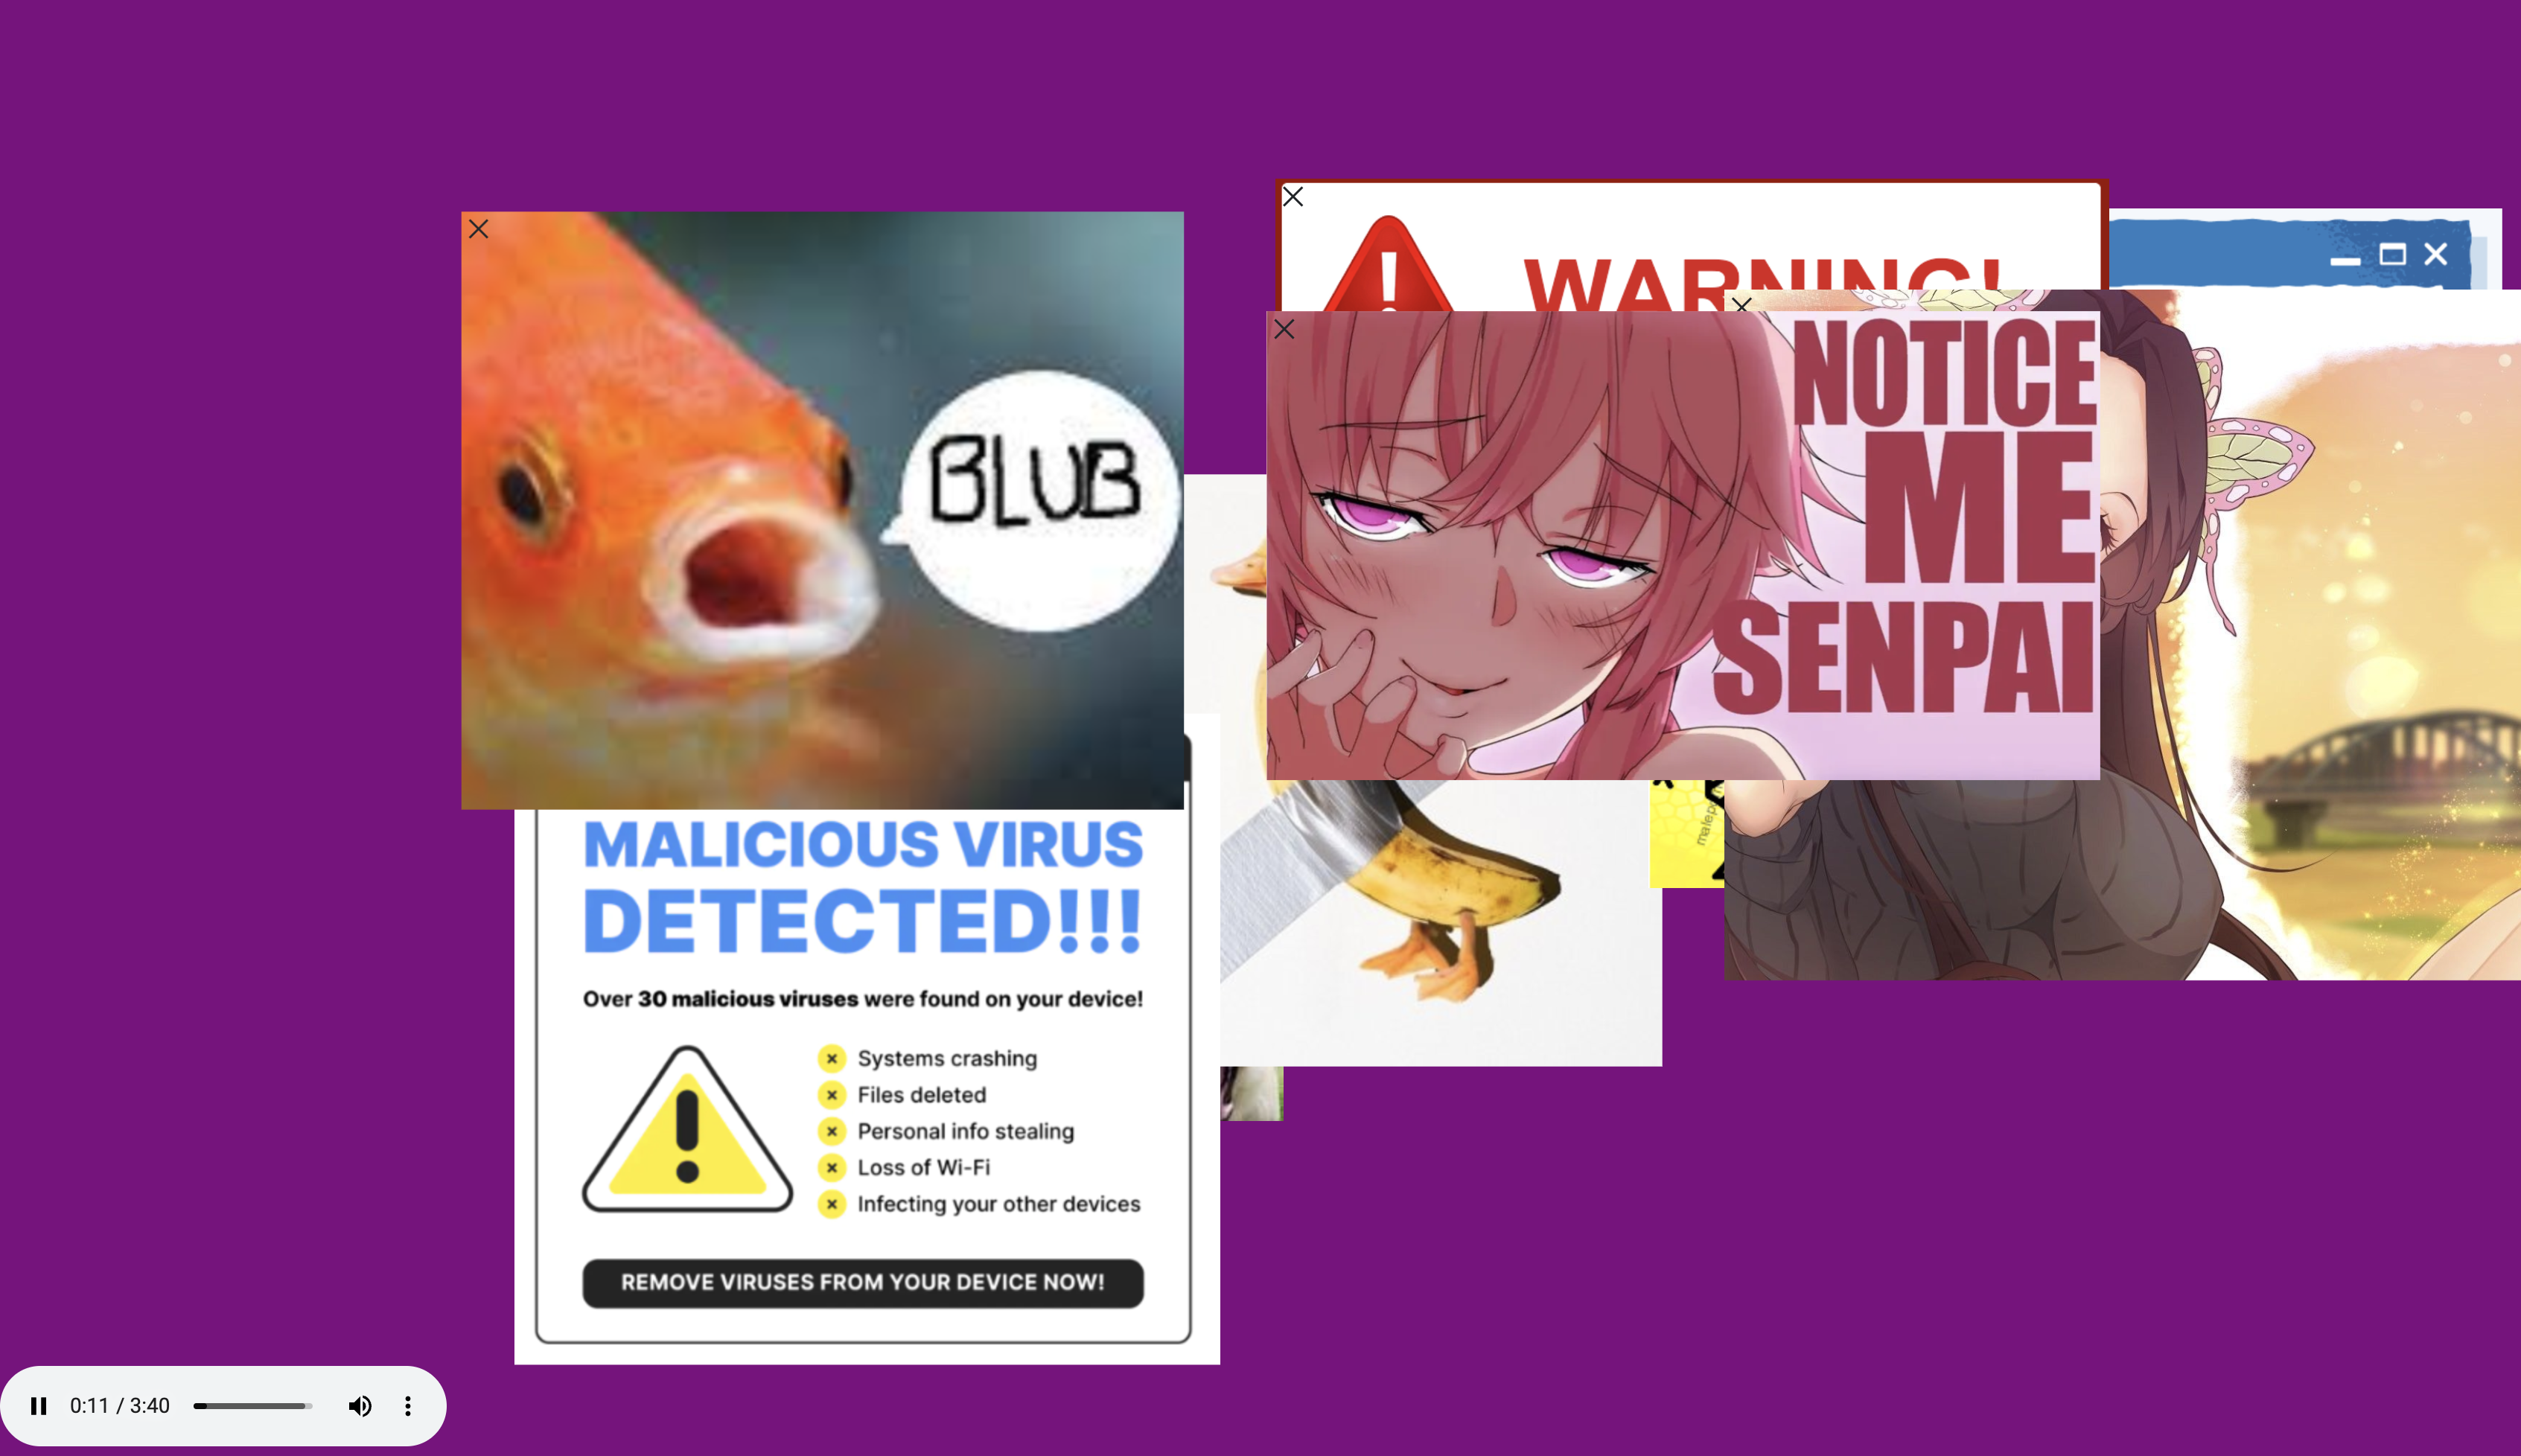 BLUB
WARNING!
NOTICE
ME
SENPAI
MALICIOUS VIRUS
DETECTED!!!
Over 30 malicious viruses were found on your device!
Systems crashing
Files deleted
Personal info stealing
Loss of Wi-Fi
Infecting your other devices
REMOVE VIRUSES FROM YOUR DEVICE NOW!
0:11 / 3:40